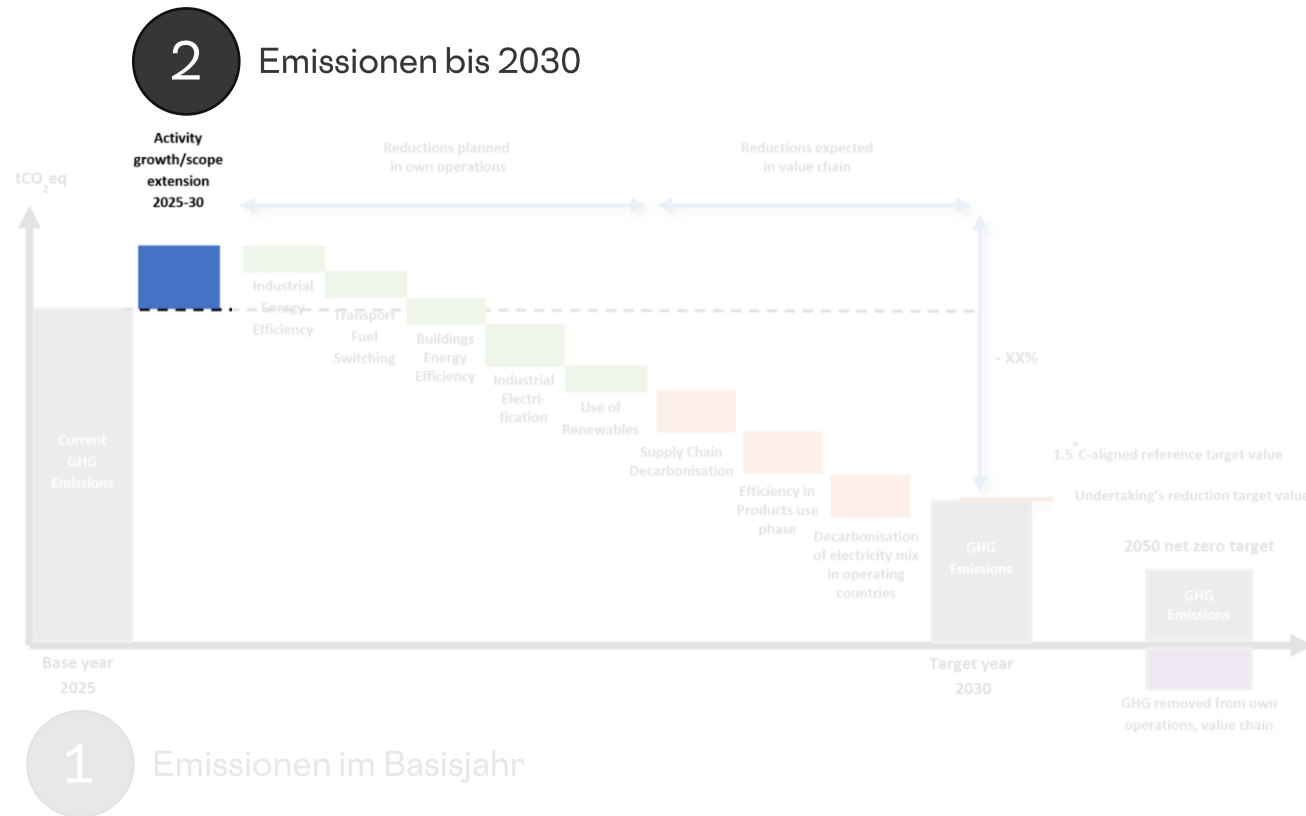 2
Emissionen bis 2030
Activity
growth/scope
extension
2025-30
Reductions planned
in own operations
Reductions expected
in value chain
tCO2eq
Industrial
Energy
Efficiency
Transport
Fuel
Switching
Buildings
Energy
Efficiency
Industrial
Electri-
fication
Use of
Renewables
Supply Chain
Decarbonisation
Efficiency in
Products use
phase
Decarbonisation
of electricity mix
in operating
countries
- XX%
Current
GHG
Emissions
GHG
Emissions
1.5°C-aligned reference target value
Undertaking's reduction target value
2050 net zero target
GHG
Emissions
GHG removed from own
operations, value chain
Base year
2025
Target year
2030
1
Emissionen im Basisjahr